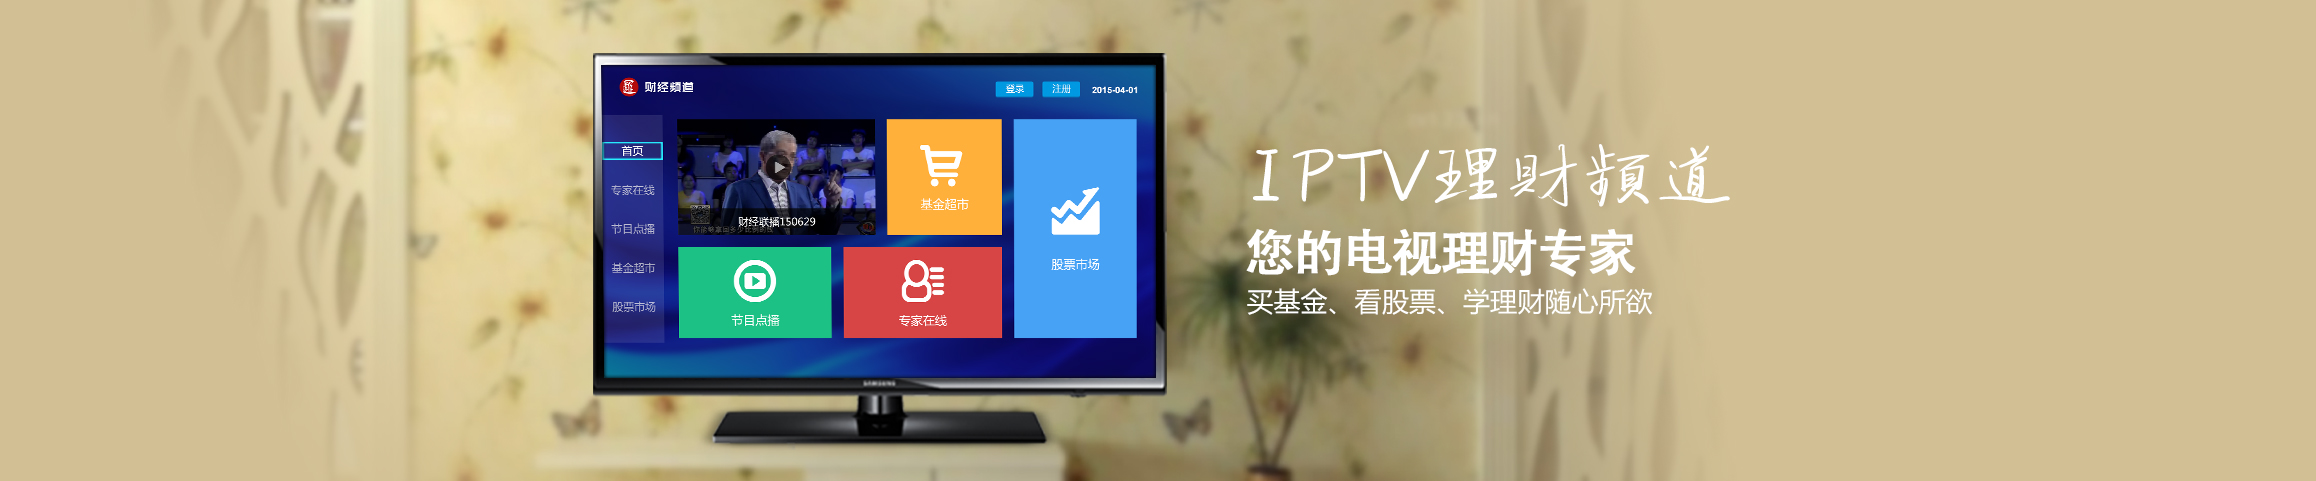 财经频道
登录
注册
2015-04-01
首页
专家在线
节目点播
基金超市
股票市场
财经联播150629
基金超市
股票市场
节目点播
专家在线
SAMSUNG
IPTV理财频道
您的电视理财专家
买基金、看股票、学理财随心所欲